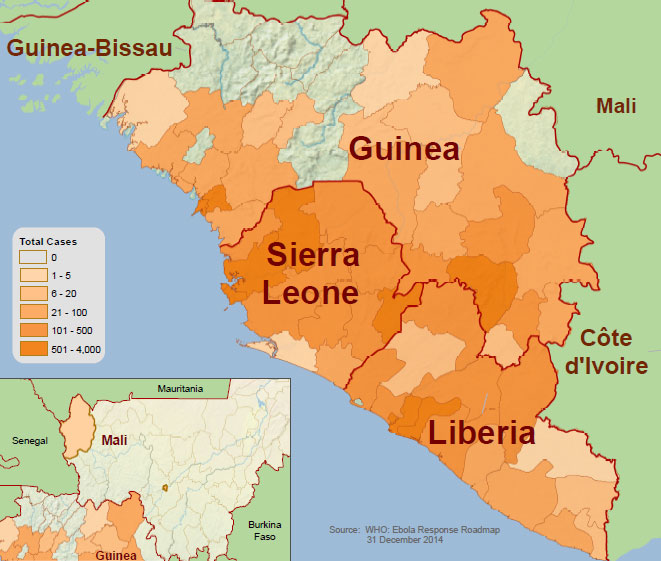 Guinea-Bissau
Mali
Guinea
Sierra
Leone
Total Cases
0
1 - 5
6 - 20
21 - 100
101 - 500
501 - 4,000
Côte
d'Ivoire
Liberia
Mauritania
Senegal
Mali
Burkina
Faso
Guinea
Source: WHO: Ebola Response Roadmap
31 December 2014